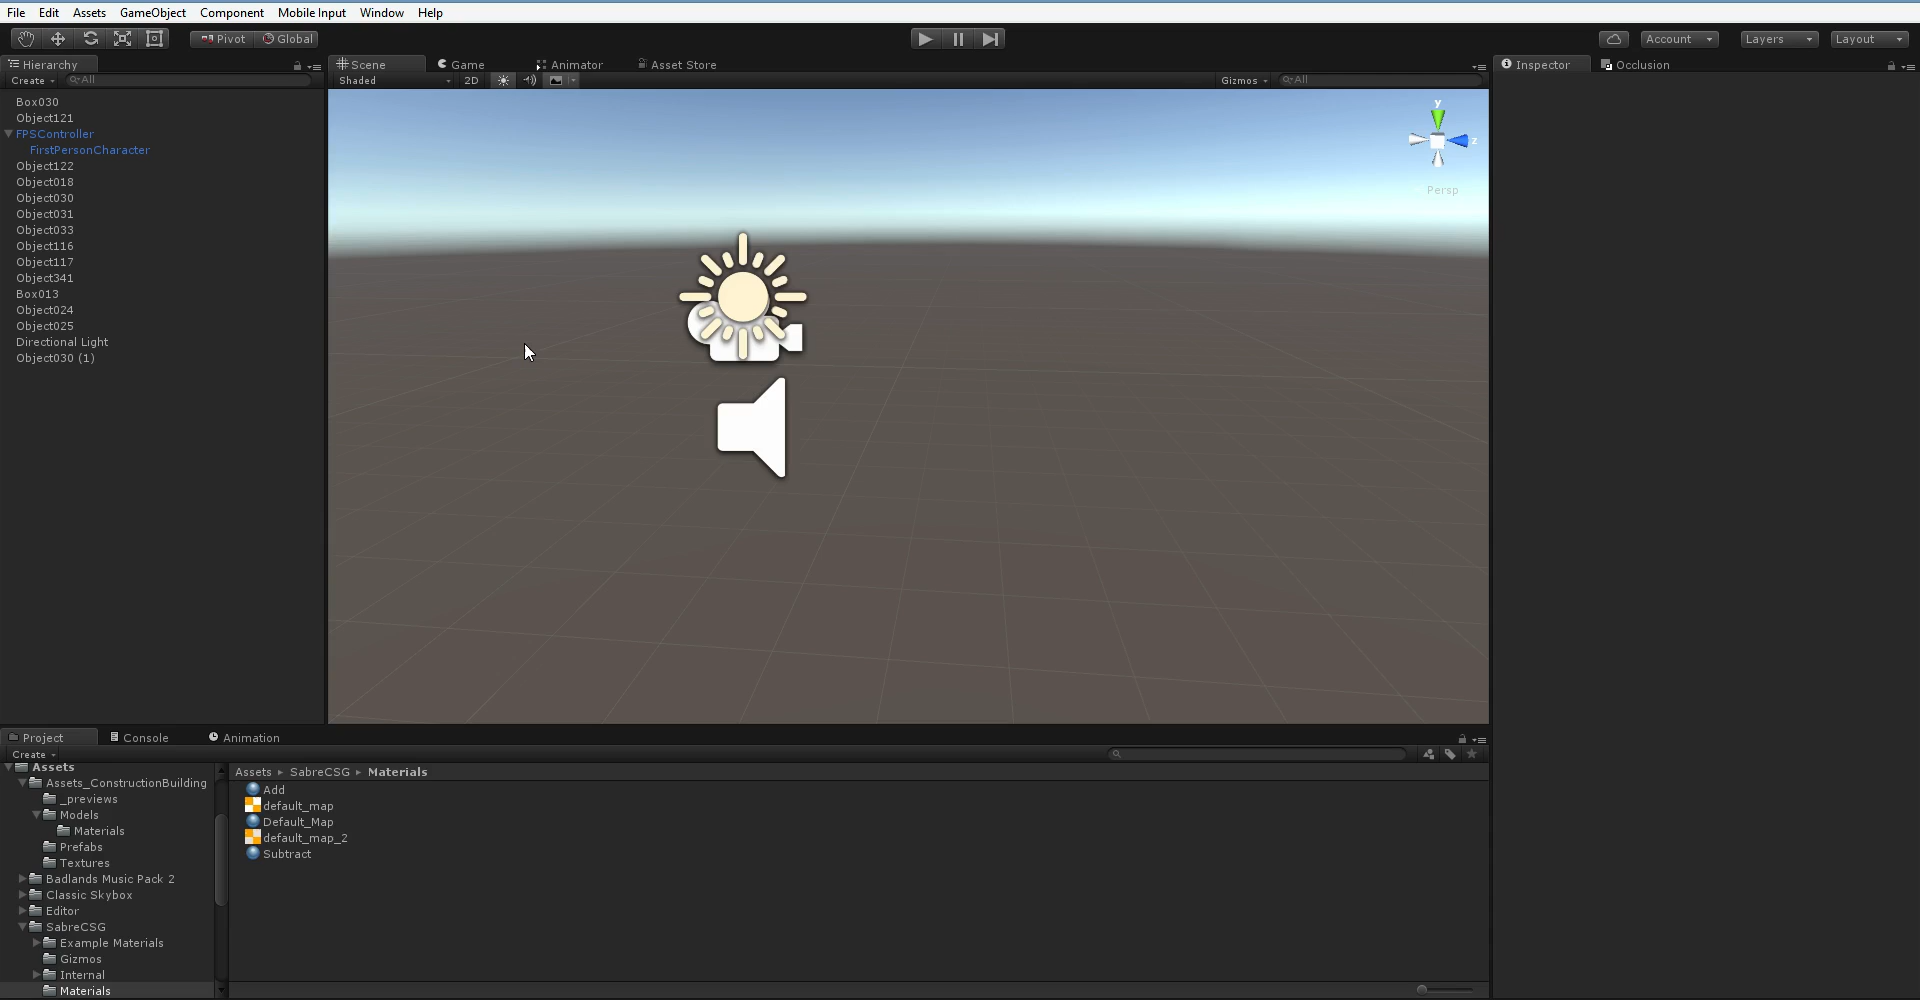 File Edit Assets GameObject Component Mobile Input Window Help
Pivot Global Account Layers Layout
Hierarchy Scene Game Animator Asset Store Inspector Occlusion
Create All Shaded 2D Gizmos All
Box030
Object121
FPSController
FirstPersonCharacter
Object122
Object018
Object030
Object031
Object033
Object116
Object117
Object341
Box013
Object024
Object025
Directional Light
Object030 (1)
y
z
Persp
Project Console Animation
Create
Assets
Assets_ConstructionBuilding
_previews
Models
Materials
Prefabs
Textures
Badlands Music Pack 2
Classic Skybox
Editor
SabreCSG
Example Materials
Gizmos
Internal
Materials
Assets SabreCSG Materials
Add
default_map
Default_Map
default_map_2
Subtract